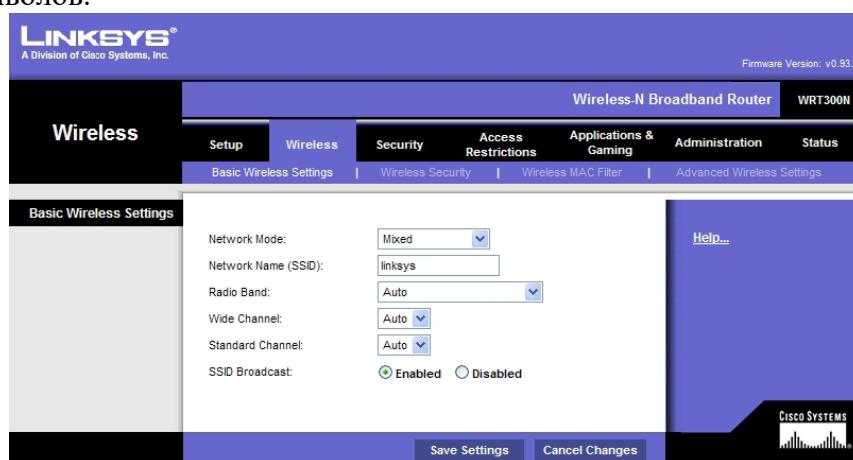 LINKSYS®
A Division of Cisco Systems, Inc.
Firmware Version: v0.93.
Wireless-N Broadband Router WRT300N
Wireless
Setup Wireless Security Access Restrictions Applications & Gaming Administration Status
Basic Wireless Settings | Wireless Security | Wireless MAC Filter | Advanced Wireless Settings
Basic Wireless Settings
Help...
Network Mode: Mixed
Network Name (SSID): linksys
Radio Band: Auto
Wide Channel: Auto
Standard Channel: Auto
SSID Broadcast: Enabled Disabled
CISCO SYSTEMS
Save Settings Cancel Changes